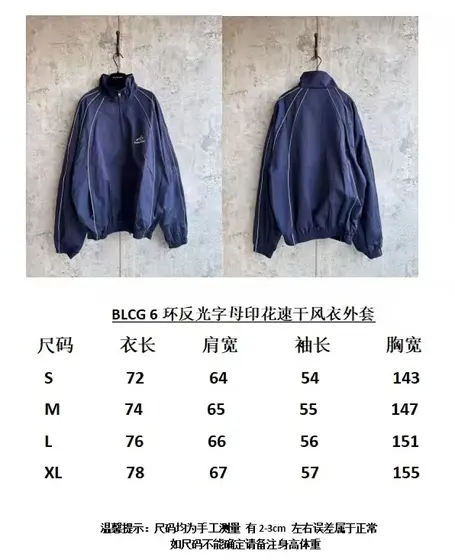 BLCG 6 环反光字母印花速干风衣外套
尺码 衣长 肩宽 袖长 胸宽
S 72 64 54 143
M 74 65 55 147
L 76 66 56 151
XL 78 67 57 155
温馨提示：尺码均为手工测量 有 2-3cm 左右误差属于正常
如尺码不能确定请备注身高体重